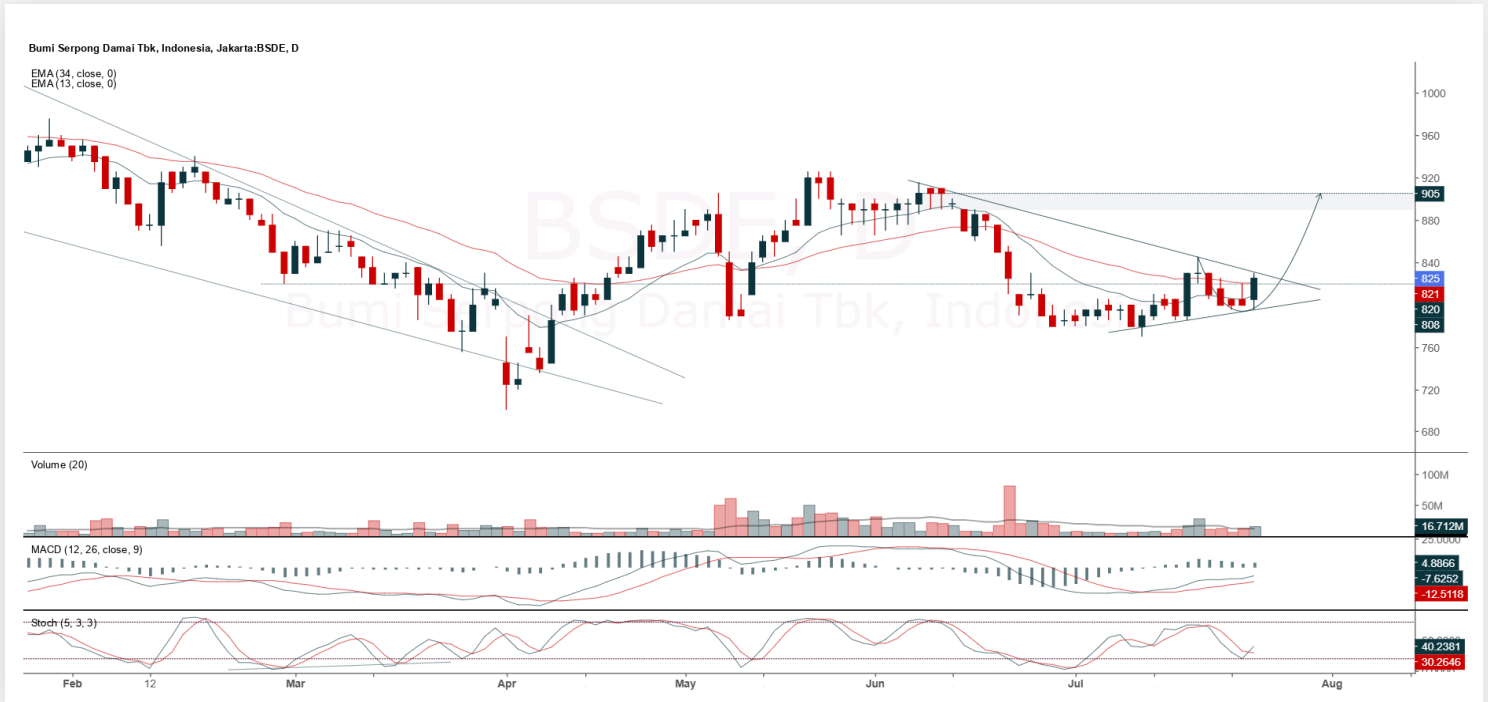 Bumi Serpong Damai Tbk, Indonesia, Jakarta:BSDE, D
EMA (34, close, 0)
EMA (13, close, 0)
BSDE, D
Bumi Serpong Damai Tbk, Indonesia
1000
960
920
905
880
840
825
821
820
808
760
720
680
Volume (20)
100M
50M
16.712M
MACD (12, 26, close, 9)
25.0000
4.8866
-7.6252
-12.5118
Stoch (5, 3, 3)
40.2381
30.2646
Feb 12 Mar Apr May Jun Jul Aug